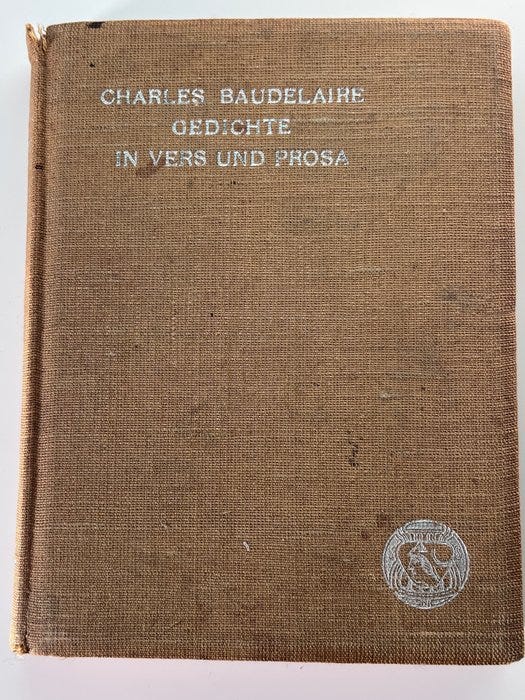 CHARLES BAUDELAIRE
GEDICHTE
IN VERS UND PROSA